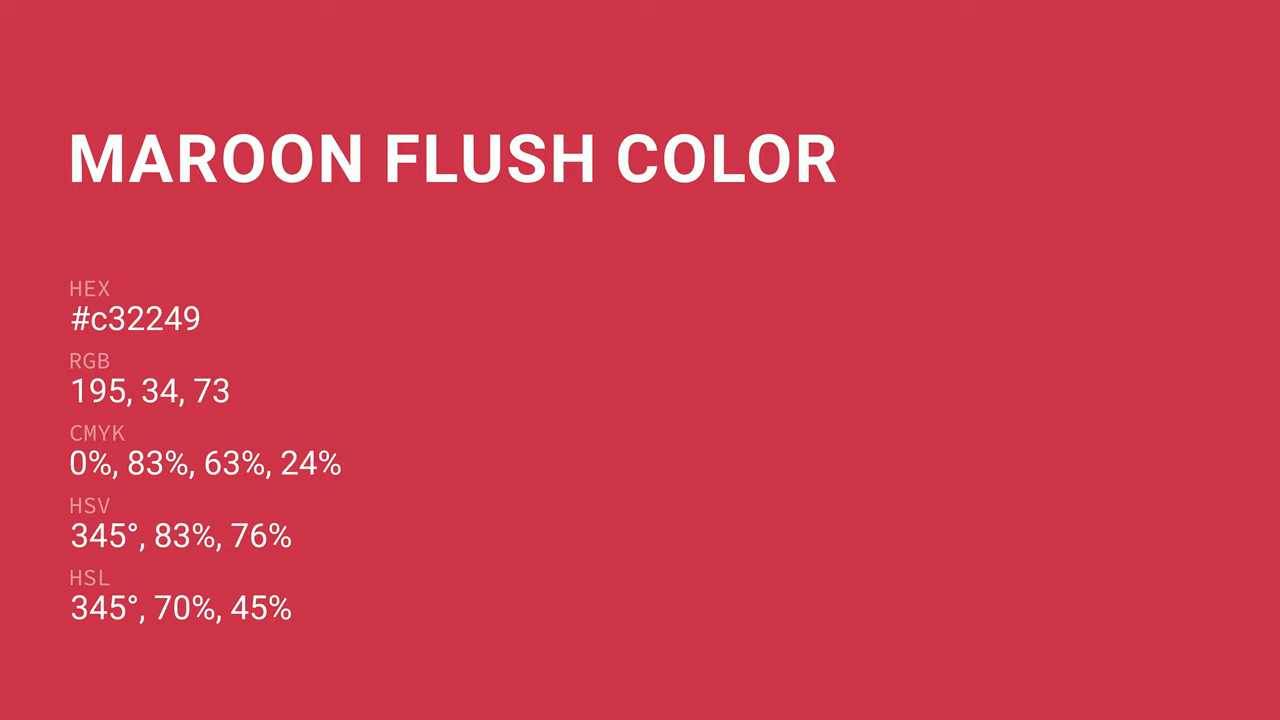 MAROON FLUSH COLOR
HEX
#c32249
RGB
195, 34, 73
CMYK
0%, 83%, 63%, 24%
HSV
345°, 83%, 76%
HSL
345°, 70%, 45%